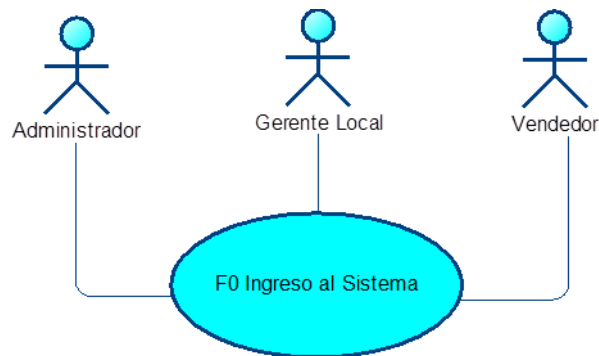 Administrador
Gerente Local
Vendedor
F0 Ingreso al Sistema